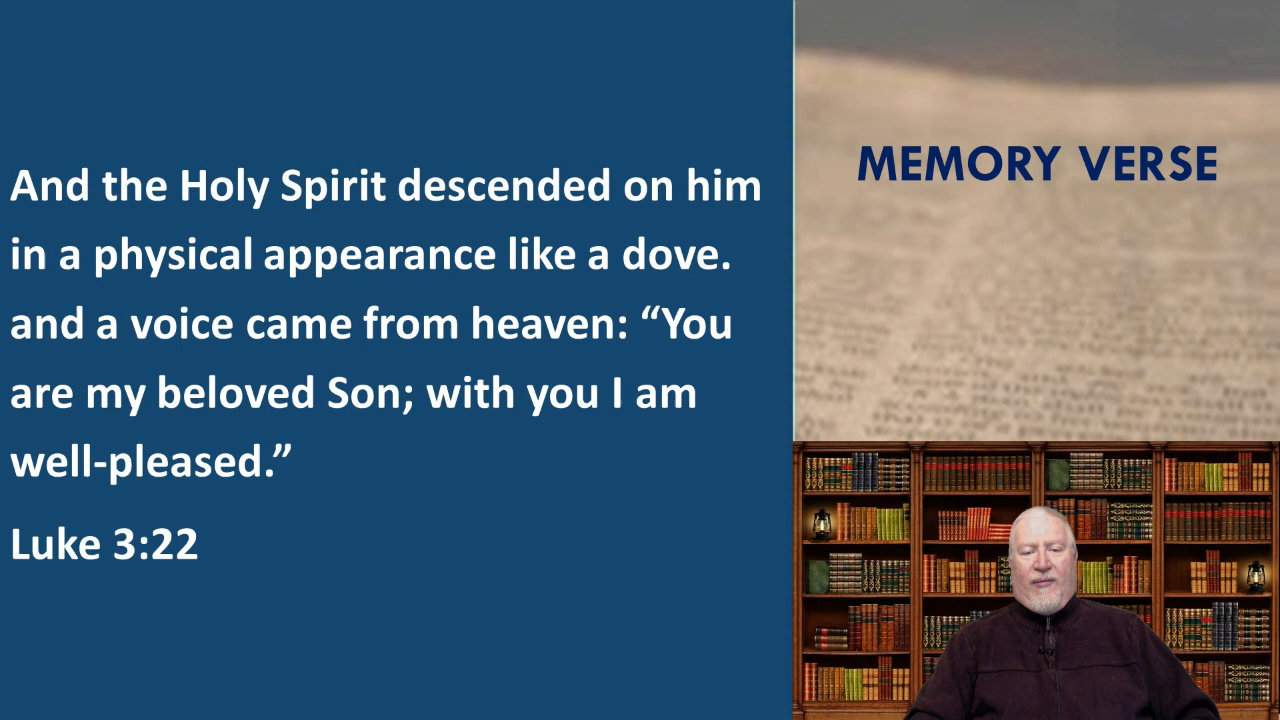 And the Holy Spirit descended on him
in a physical appearance like a dove.
and a voice came from heaven: “You
are my beloved Son; with you I am
well-pleased.”
Luke 3:22
MEMORY VERSE